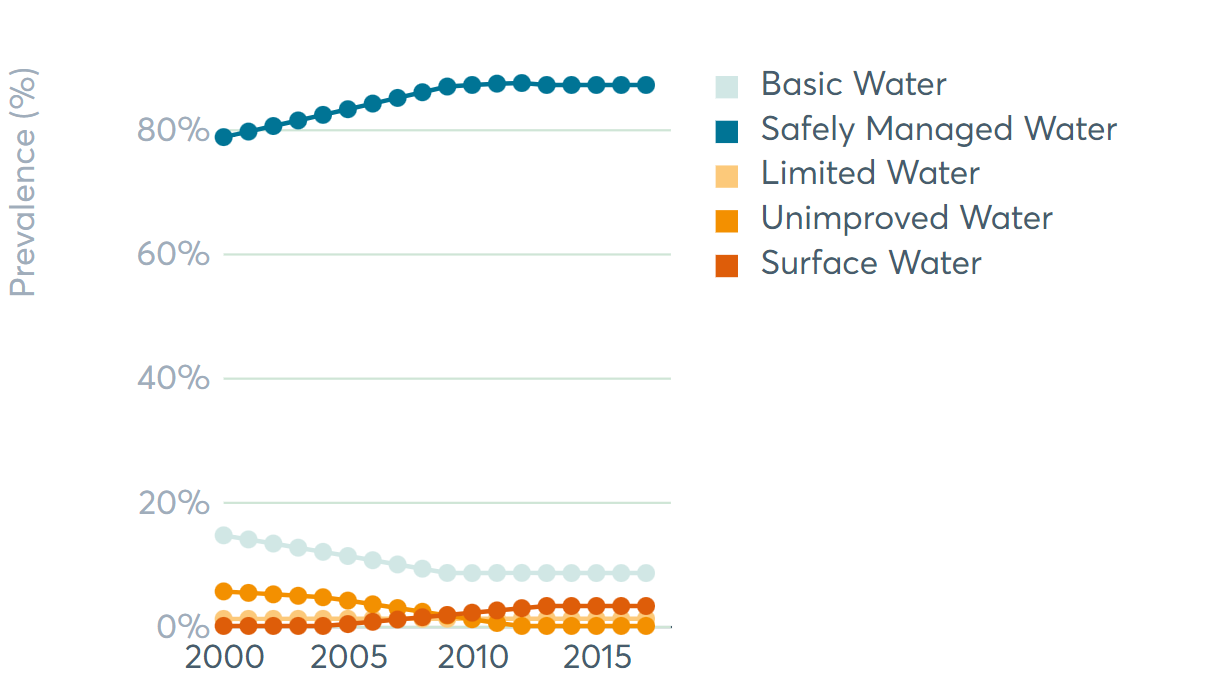 Prevalence (%)
80%
60%
40%
20%
0%
2000 2005 2010 2015
Basic Water
Safely Managed Water
Limited Water
Unimproved Water
Surface Water